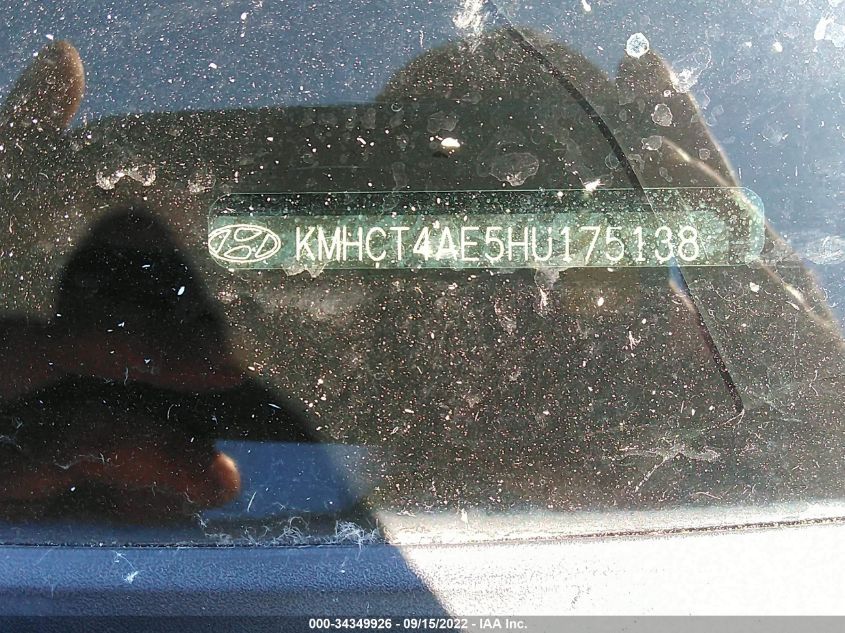 KMHCT4AE5HU175138
000-34349926 - 09/15/2022 - IAA Inc.